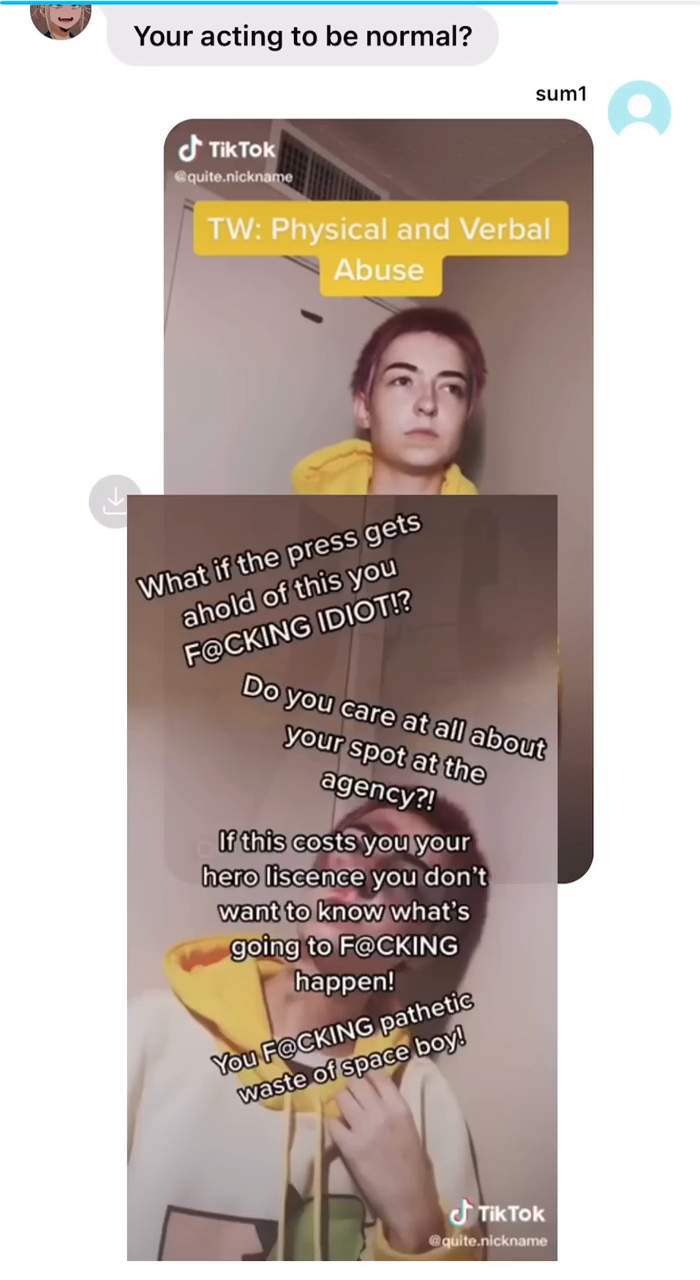 Your acting to be normal?
sum1
TikTok
@quite.nickname
TW: Physical and Verbal
Abuse
What if the press gets
ahold of this you
F@CKING IDIOT!?
Do you care at all about
your spot at the
agency?!
If this costs you your
hero liscence you don't
want to know what's
going to F@CKING
happen!
You F@CKING pathetic
waste of space boy!
TikTok
@quite.nickname